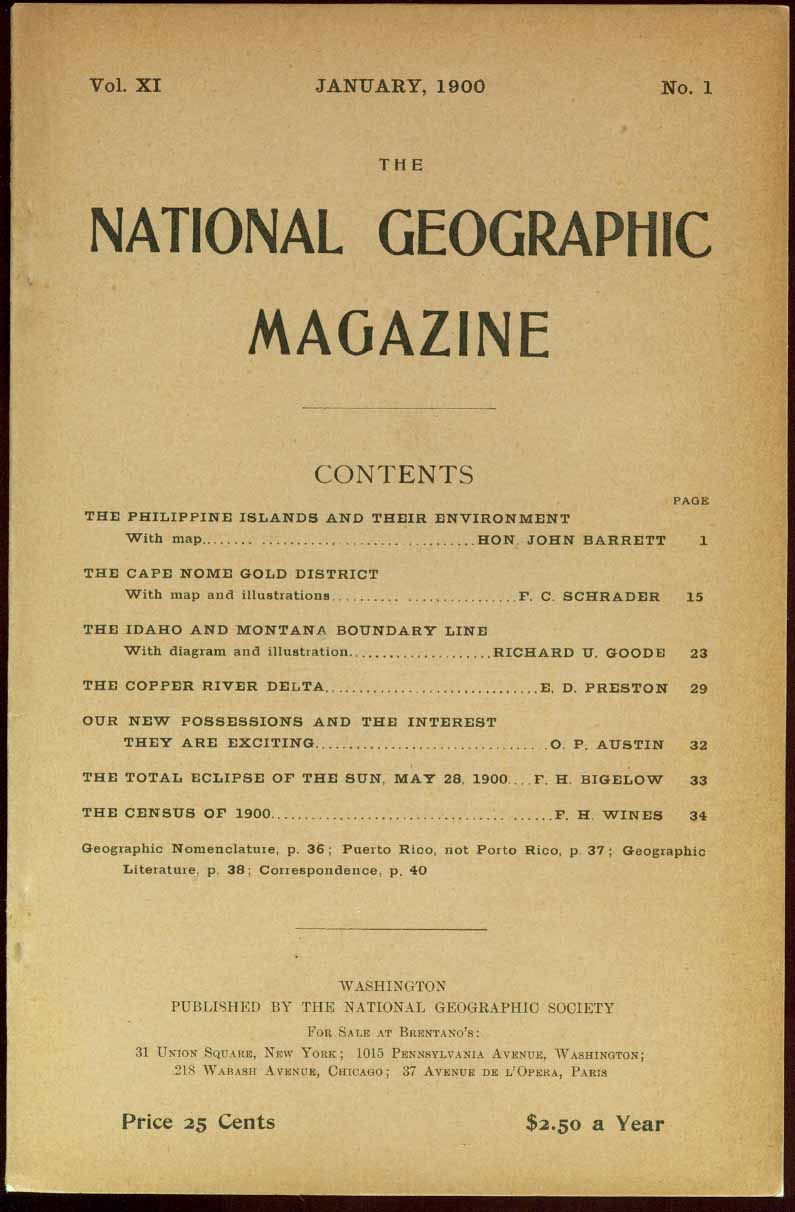 Vol. XI JANUARY, 1900 No. 1
THE
NATIONAL GEOGRAPHIC
MAGAZINE
CONTENTS
PAGE
THE PHILIPPINE ISLANDS AND THEIR ENVIRONMENT
With map.......................................HON. JOHN BARRETT 1
THE CAPE NOME GOLD DISTRICT
With map and illustrations...........................F. C. SCHRADER 15
THE IDAHO AND MONTANA BOUNDARY LINE
With diagram and illustration.....................RICHARD U. GOODE 23
THE COPPER RIVER DELTA...............................E. D. PRESTON 29
OUR NEW POSSESSIONS AND THE INTEREST
THEY ARE EXCITING..................................O. P. AUSTIN 32
THE TOTAL ECLIPSE OF THE SUN, MAY 28, 1900....F. H. BIGELOW 33
THE CENSUS OF 1900.........................................F. H. WINES 34
Geographic Nomenclature, p. 36; Puerto Rico, not Porto Rico, p. 37; Geographic
Literature, p. 38; Correspondence, p. 40
WASHINGTON
PUBLISHED BY THE NATIONAL GEOGRAPHIC SOCIETY
FOR SALE AT BRENTANO'S:
31 UNION SQUARE, NEW YORK; 1015 PENNSYLVANIA AVENUE, WASHINGTON;
218 WABASH AVENUE, CHICAGO; 37 AVENUE DE L'OPERA, PARIS
Price 25 Cents $2.50 a Year